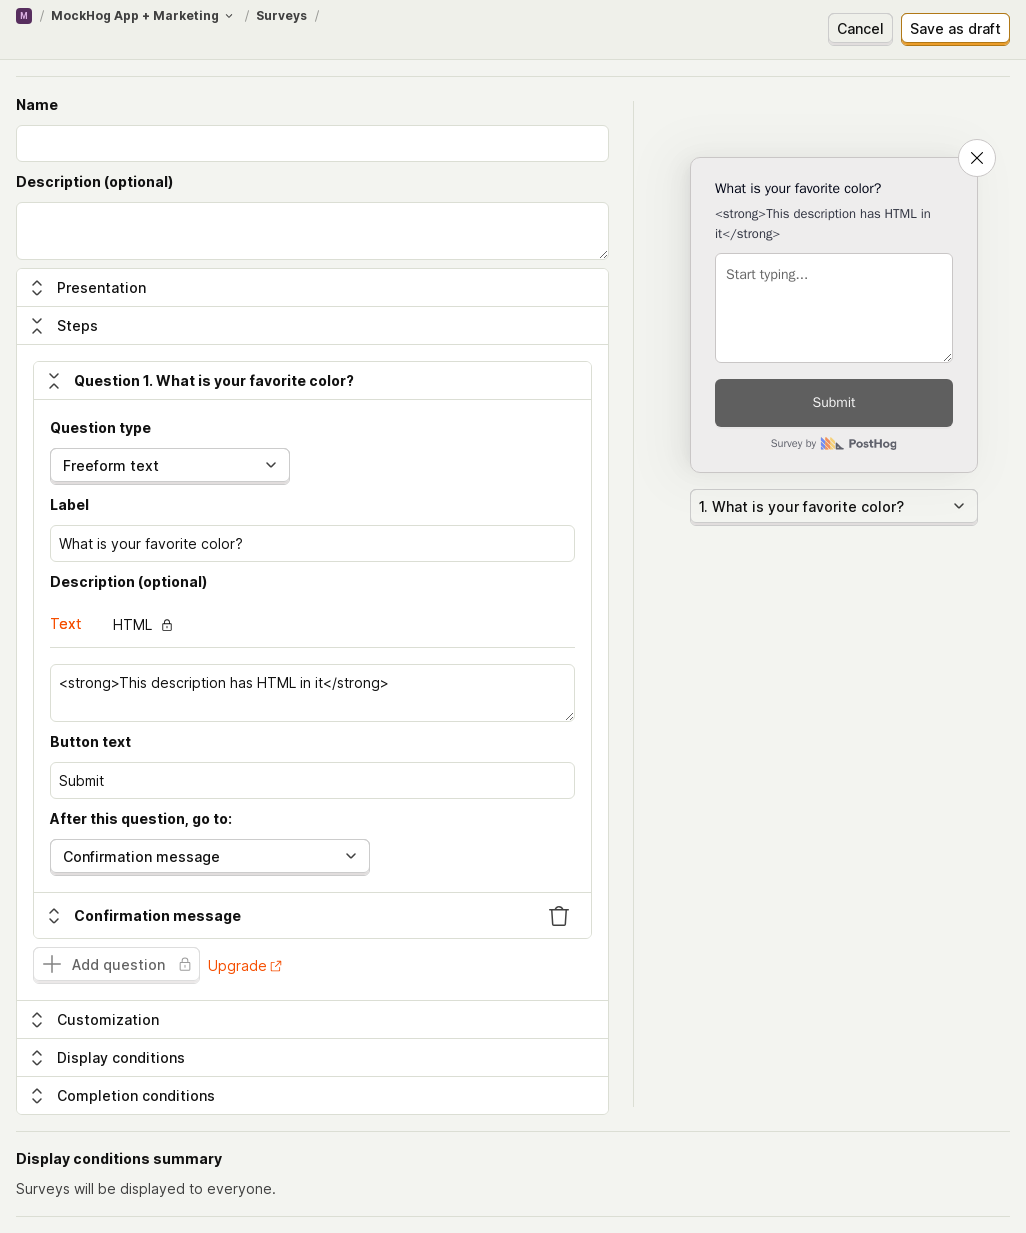 M / MockHog App + Marketing / Surveys /
Cancel
Save as draft
Name
Description (optional)
Presentation
Steps
Question 1. What is your favorite color?
Question type
Freeform text
Label
What is your favorite color?
Description (optional)
Text
HTML
<strong>This description has HTML in it</strong>
Button text
Submit
After this question, go to:
Confirmation message
Confirmation message
Add question
Upgrade
Customization
Display conditions
Completion conditions
What is your favorite color?
<strong>This description has HTML in
it</strong>
Start typing...
Submit
Survey by PostHog
1. What is your favorite color?
Display conditions summary
Surveys will be displayed to everyone.